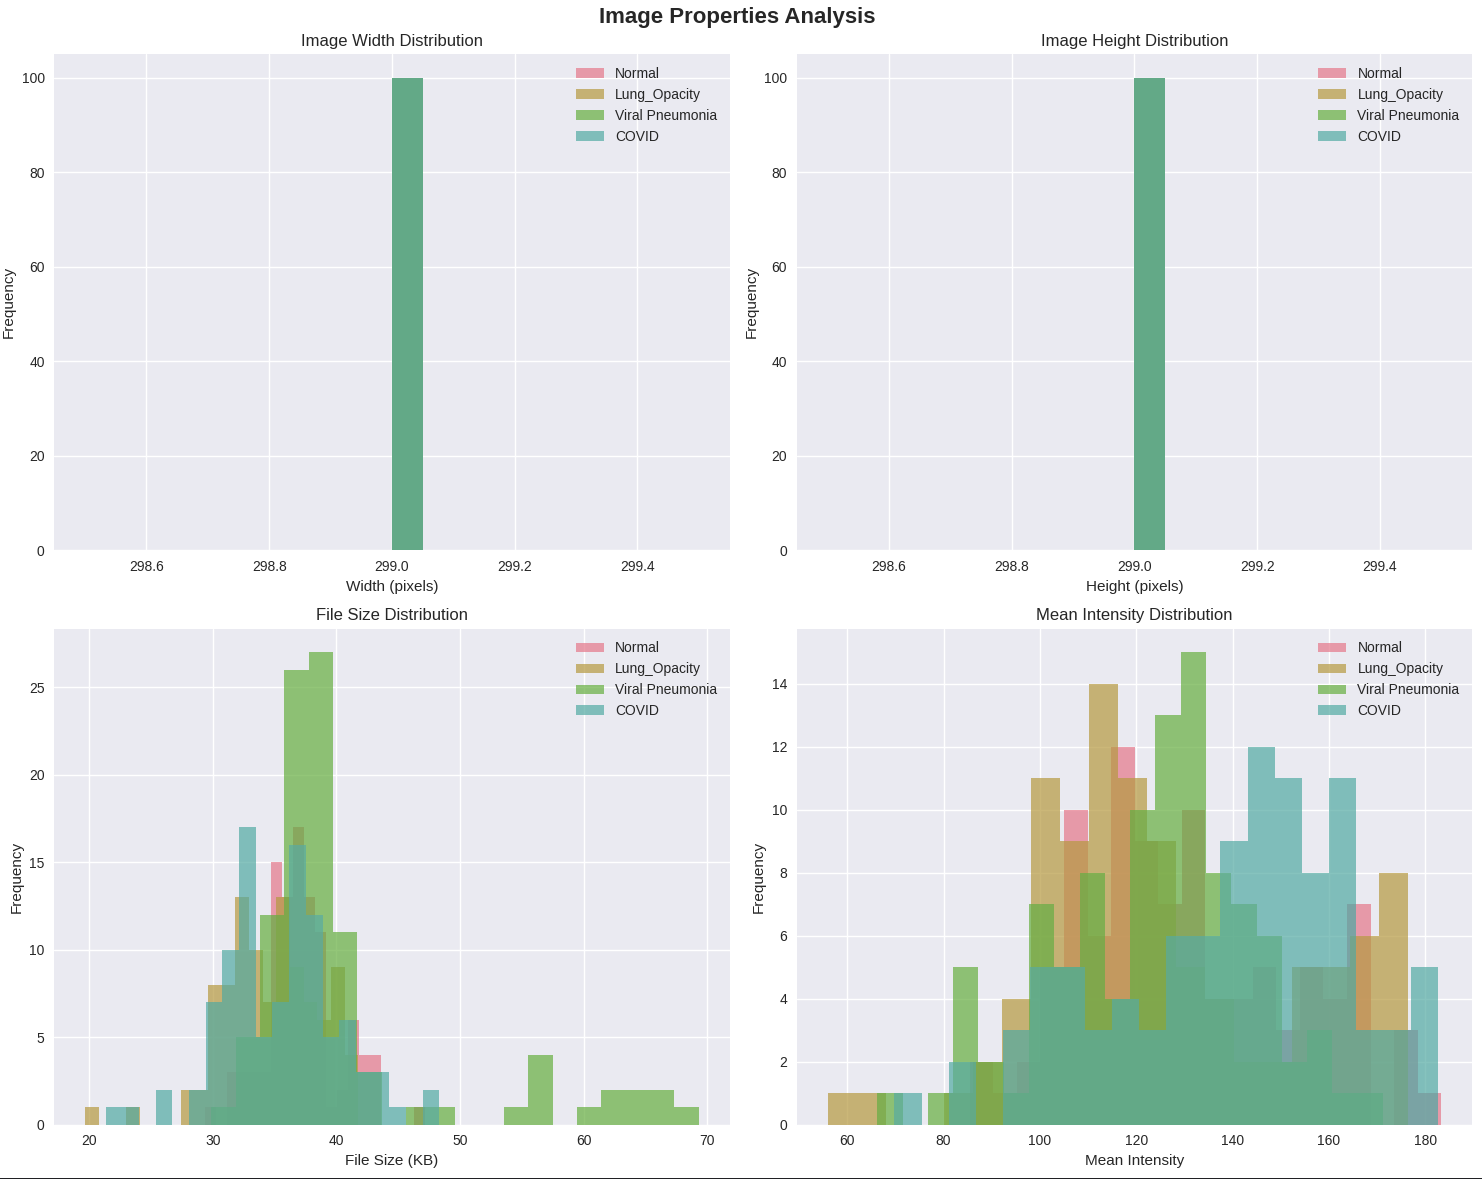 Image Properties Analysis
Image Width Distribution
100
80
60
40
20
0
Frequency
298.6 298.8 299.0 299.2 299.4
Width (pixels)
Normal
Lung_Opacity
Viral Pneumonia
COVID
Image Height Distribution
100
80
60
40
20
0
Frequency
298.6 298.8 299.0 299.2 299.4
Height (pixels)
Normal
Lung_Opacity
Viral Pneumonia
COVID
File Size Distribution
25
20
15
10
5
0
Frequency
20 30 40 50 60 70
File Size (KB)
Normal
Lung_Opacity
Viral Pneumonia
COVID
Mean Intensity Distribution
14
12
10
8
6
4
2
0
Frequency
60 80 100 120 140 160 180
Mean Intensity
Normal
Lung_Opacity
Viral Pneumonia
COVID